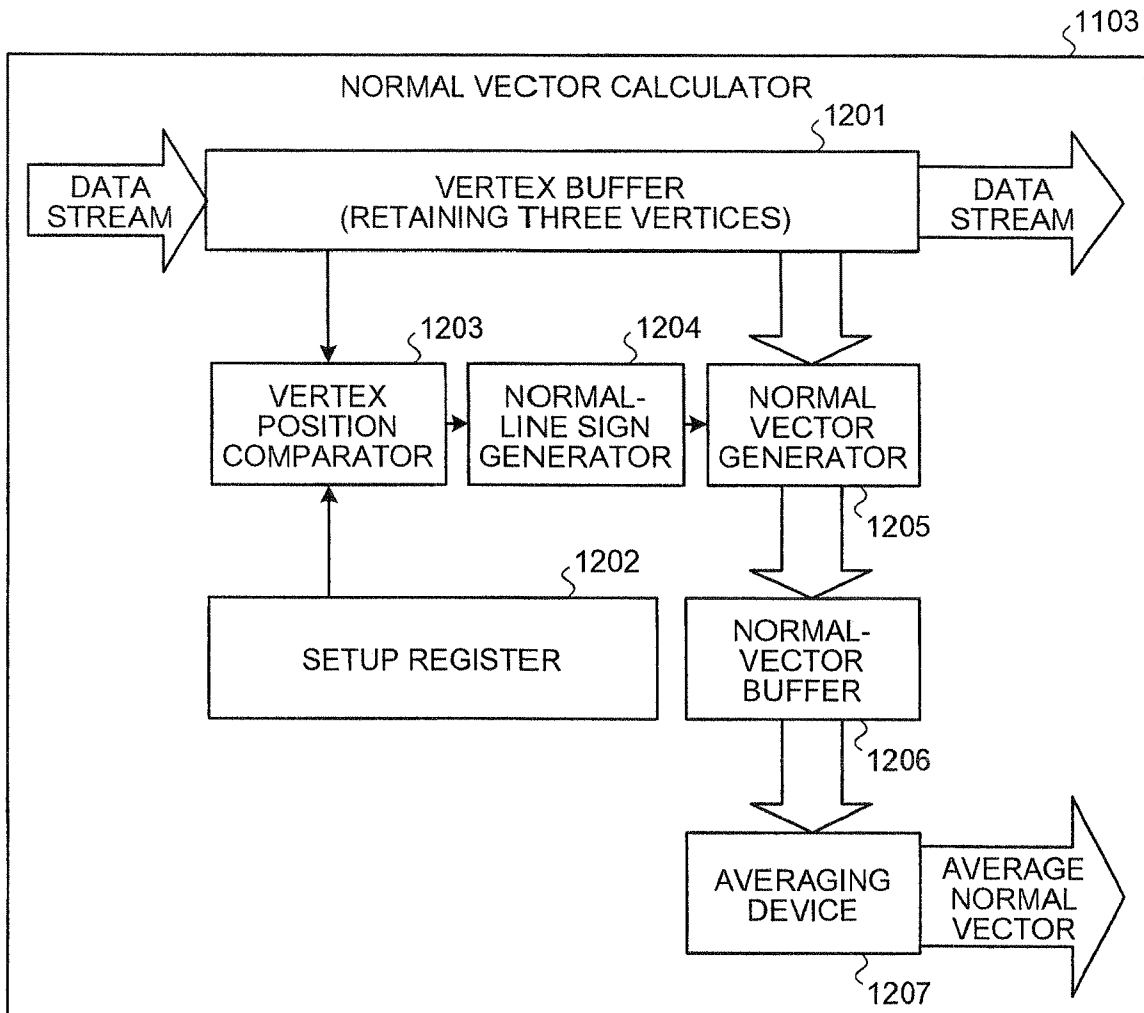 1103
NORMAL VECTOR CALCULATOR
1201
DATA
STREAM
VERTEX BUFFER
(RETAINING THREE VERTICES)
DATA
STREAM
1203
1204
VERTEX
POSITION
COMPARATOR
NORMAL-
LINE SIGN
GENERATOR
NORMAL
VECTOR
GENERATOR
1205
1202
SETUP REGISTER
NORMAL-
VECTOR
BUFFER
1206
AVERAGING
DEVICE
AVERAGE
NORMAL
VECTOR
1207